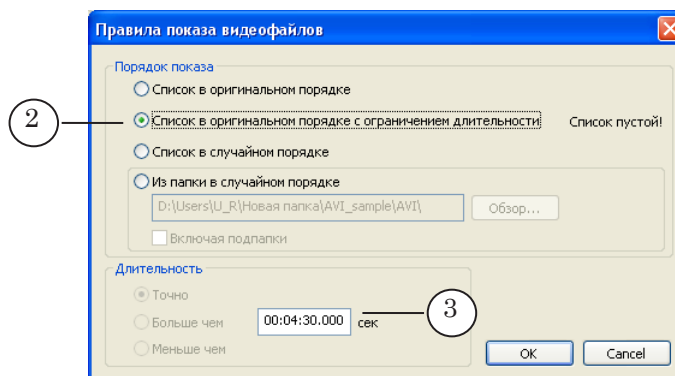 Правила показа видеофайлов
Порядок показа
Список в оригинальном порядке
2
Список в оригинальном порядке с ограничением длительности Список пустой!
Список в случайном порядке
Из папки в случайном порядке
D:\Users\U_R\Новая папка\AVI_sample\AVI\ Обзор...
Включая подпапки
Длительность
Точно
Больше чем 00:04:30.000 сек 3
Меньше чем
OK Cancel